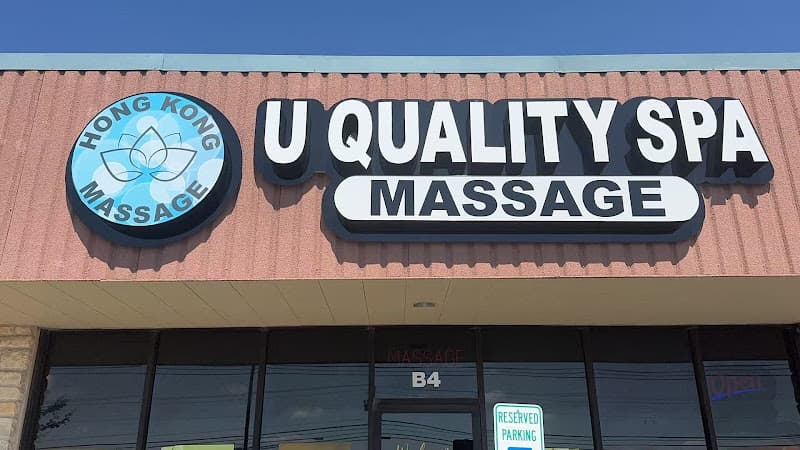 HONG KONG
MASSAGE
U QUALITY SPA
MASSAGE
MASSAGE
B4
Open
RESERVED
PARKING